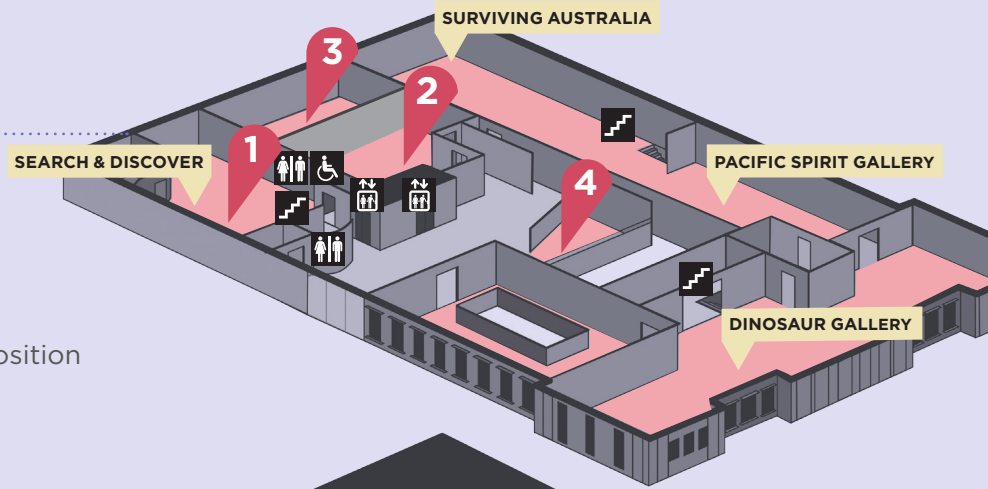 SURVIVING AUSTRALIA
3
2
1
SEARCH & DISCOVER
PACIFIC SPIRIT GALLERY
4
DINOSAUR GALLERY
osition